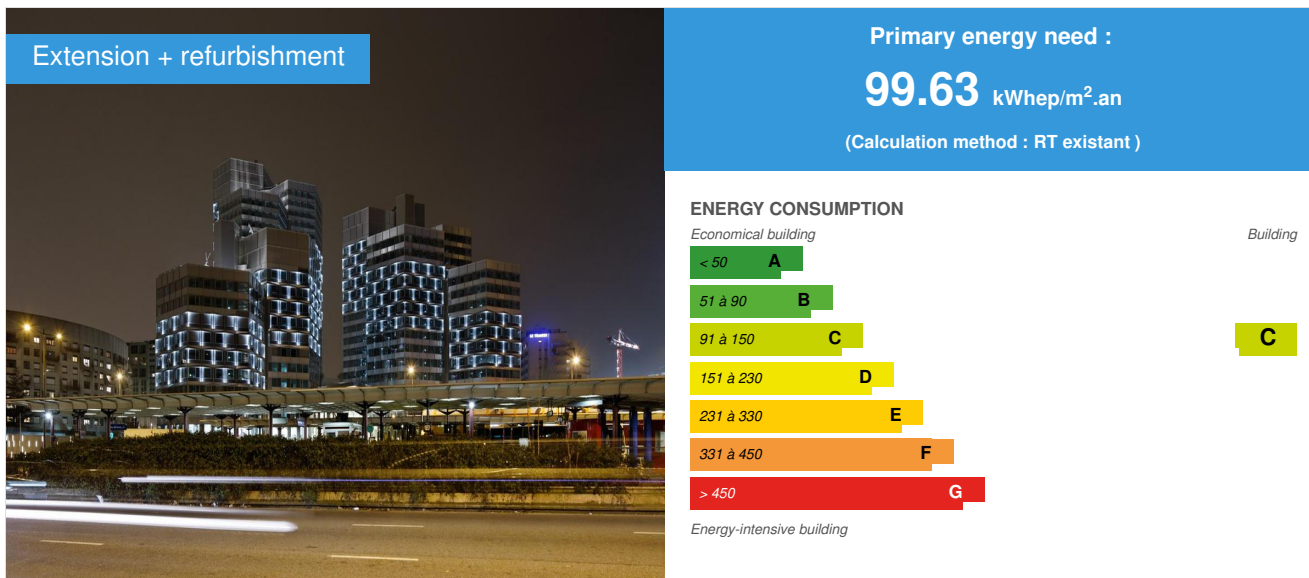 Extension + refurbishment
Primary energy need :
99.63 kWhep/m².an
(Calculation method : RT existant )
ENERGY CONSUMPTION
Economical building
Building
< 50 A
51 à 90 B
91 à 150 C
C
151 à 230 D
231 à 330 E
331 à 450 F
> 450 G
Energy-intensive building